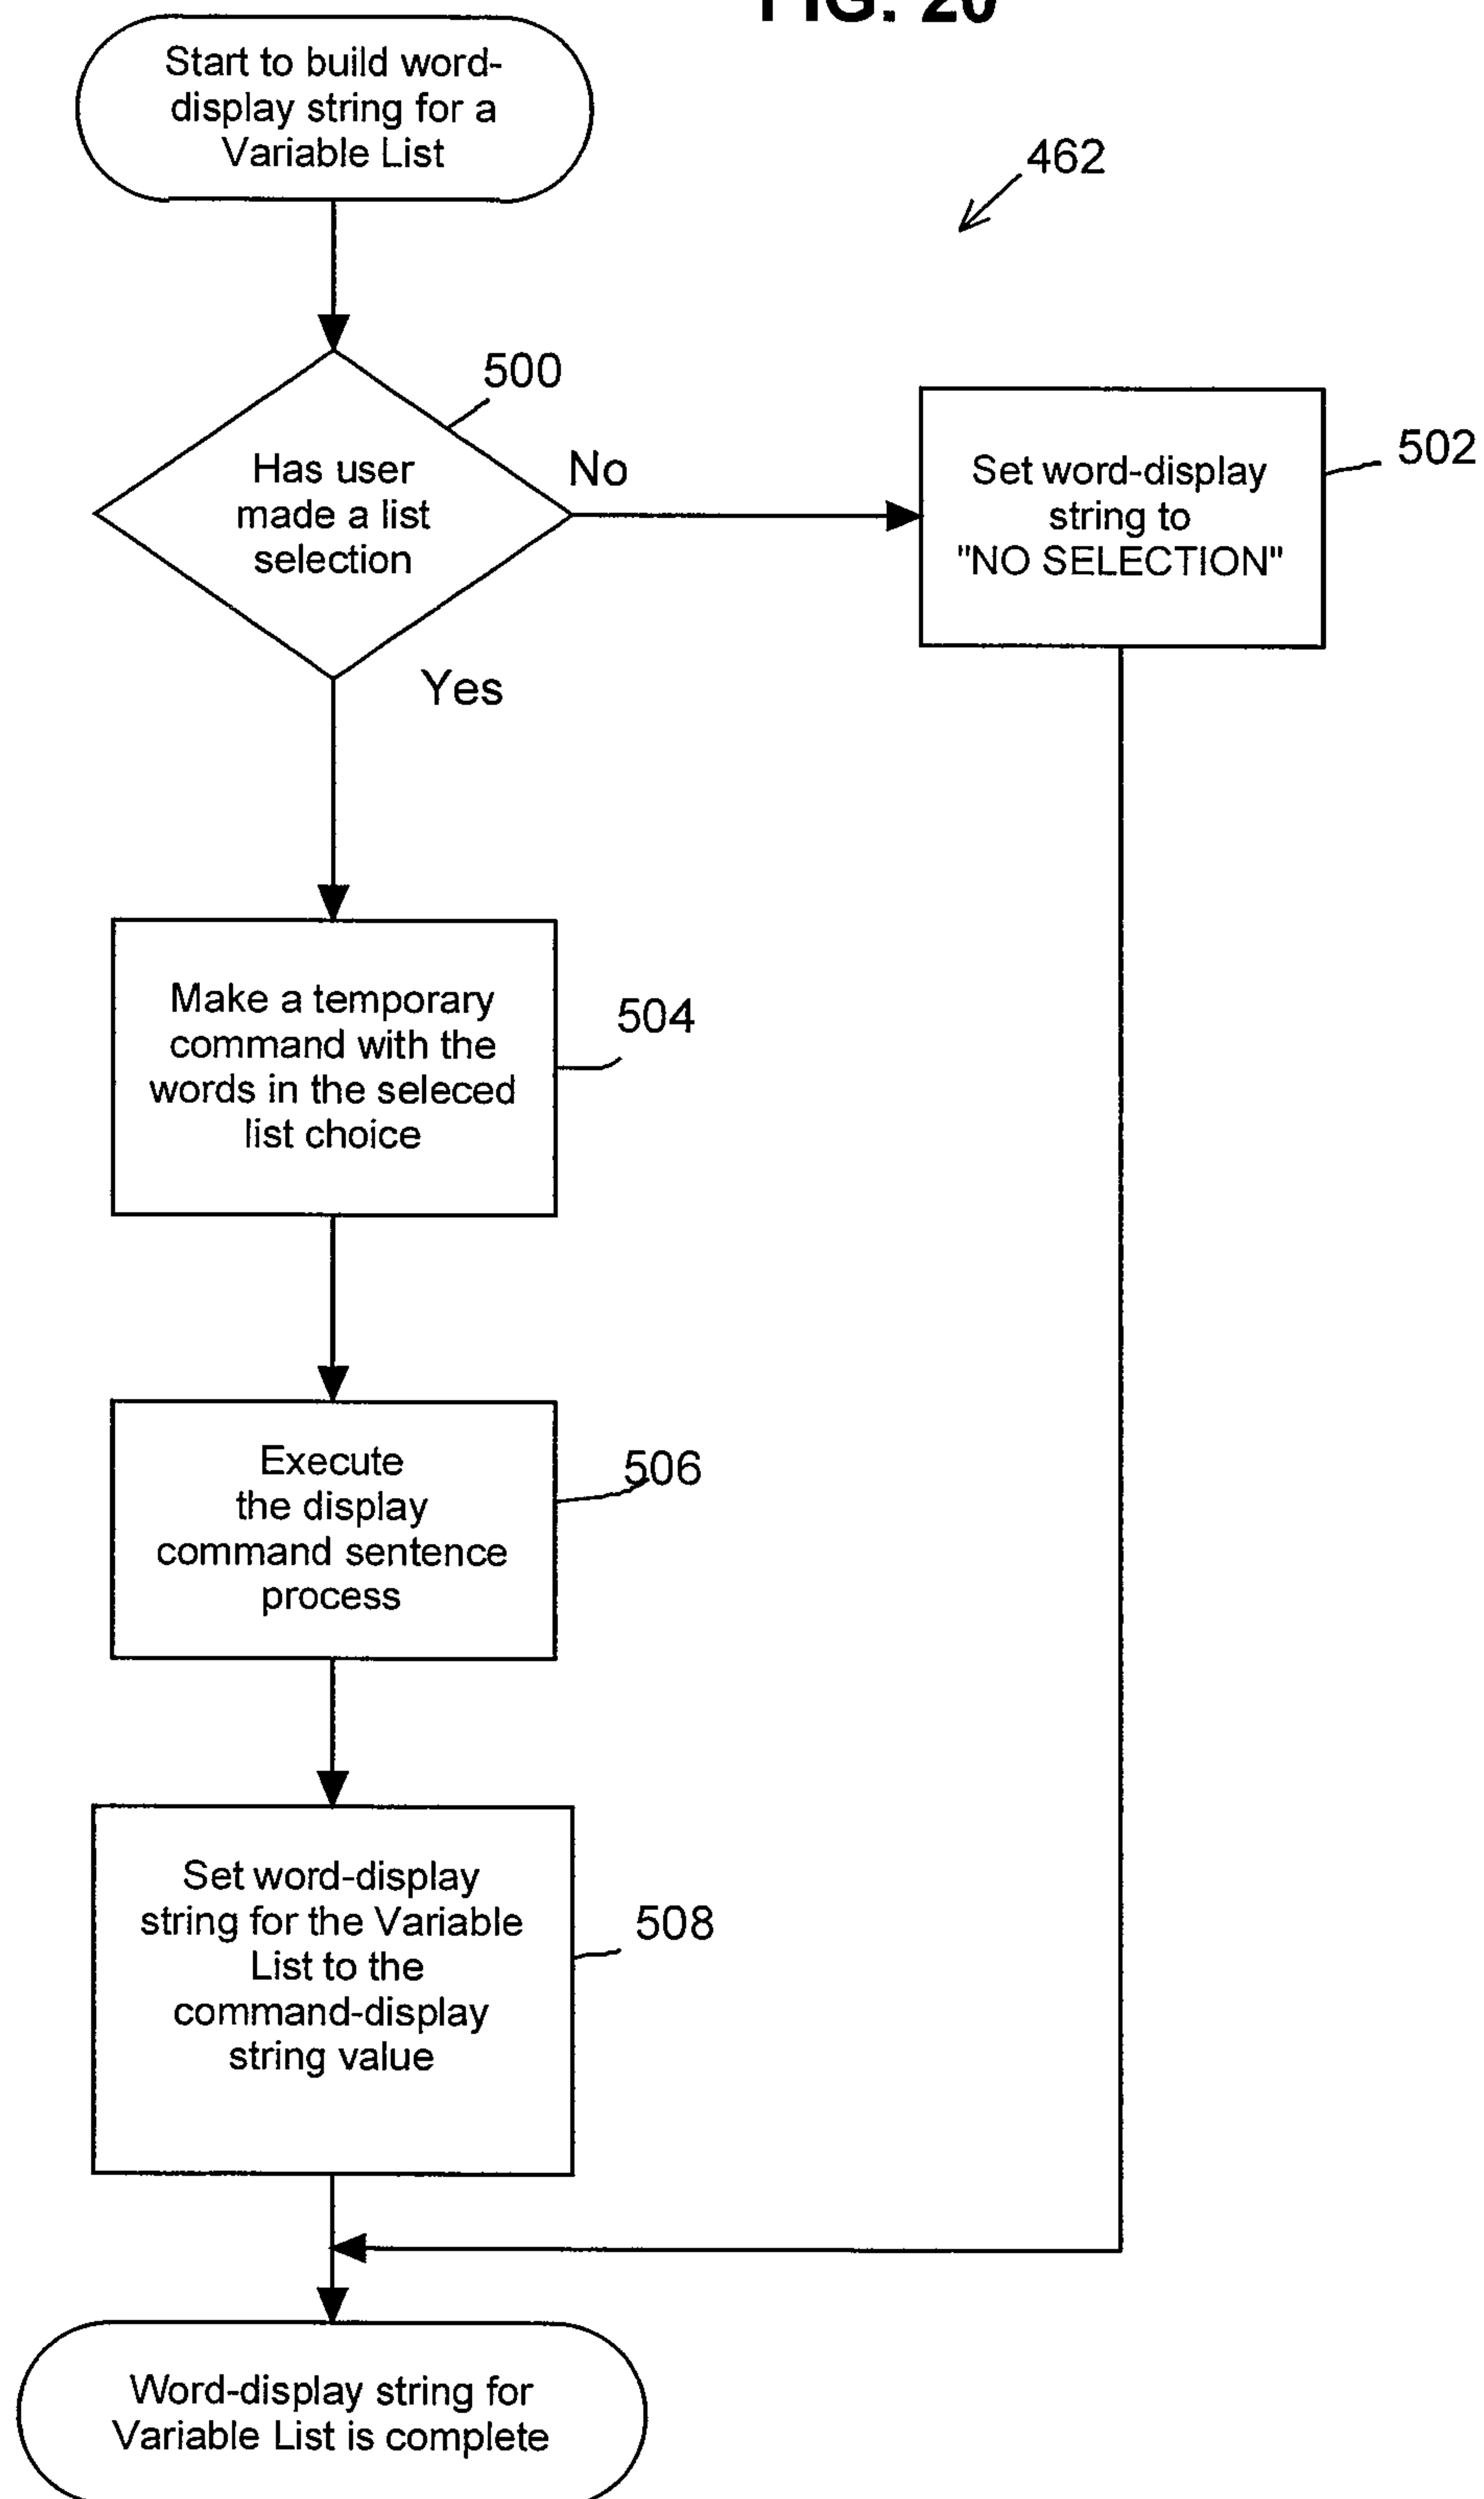 FIG. 20
Start to build word-
display string for a
Variable List
462
500
Has user
made a list
selection
No
Yes
Set word-display
string to
"NO SELECTION"
502
Make a temporary
command with the
words in the seleced
list choice
504
Execute
the display
command sentence
process
506
Set word-display
string for the Variable
List to the
command-display
string value
508
Word-display string for
Variable List is complete